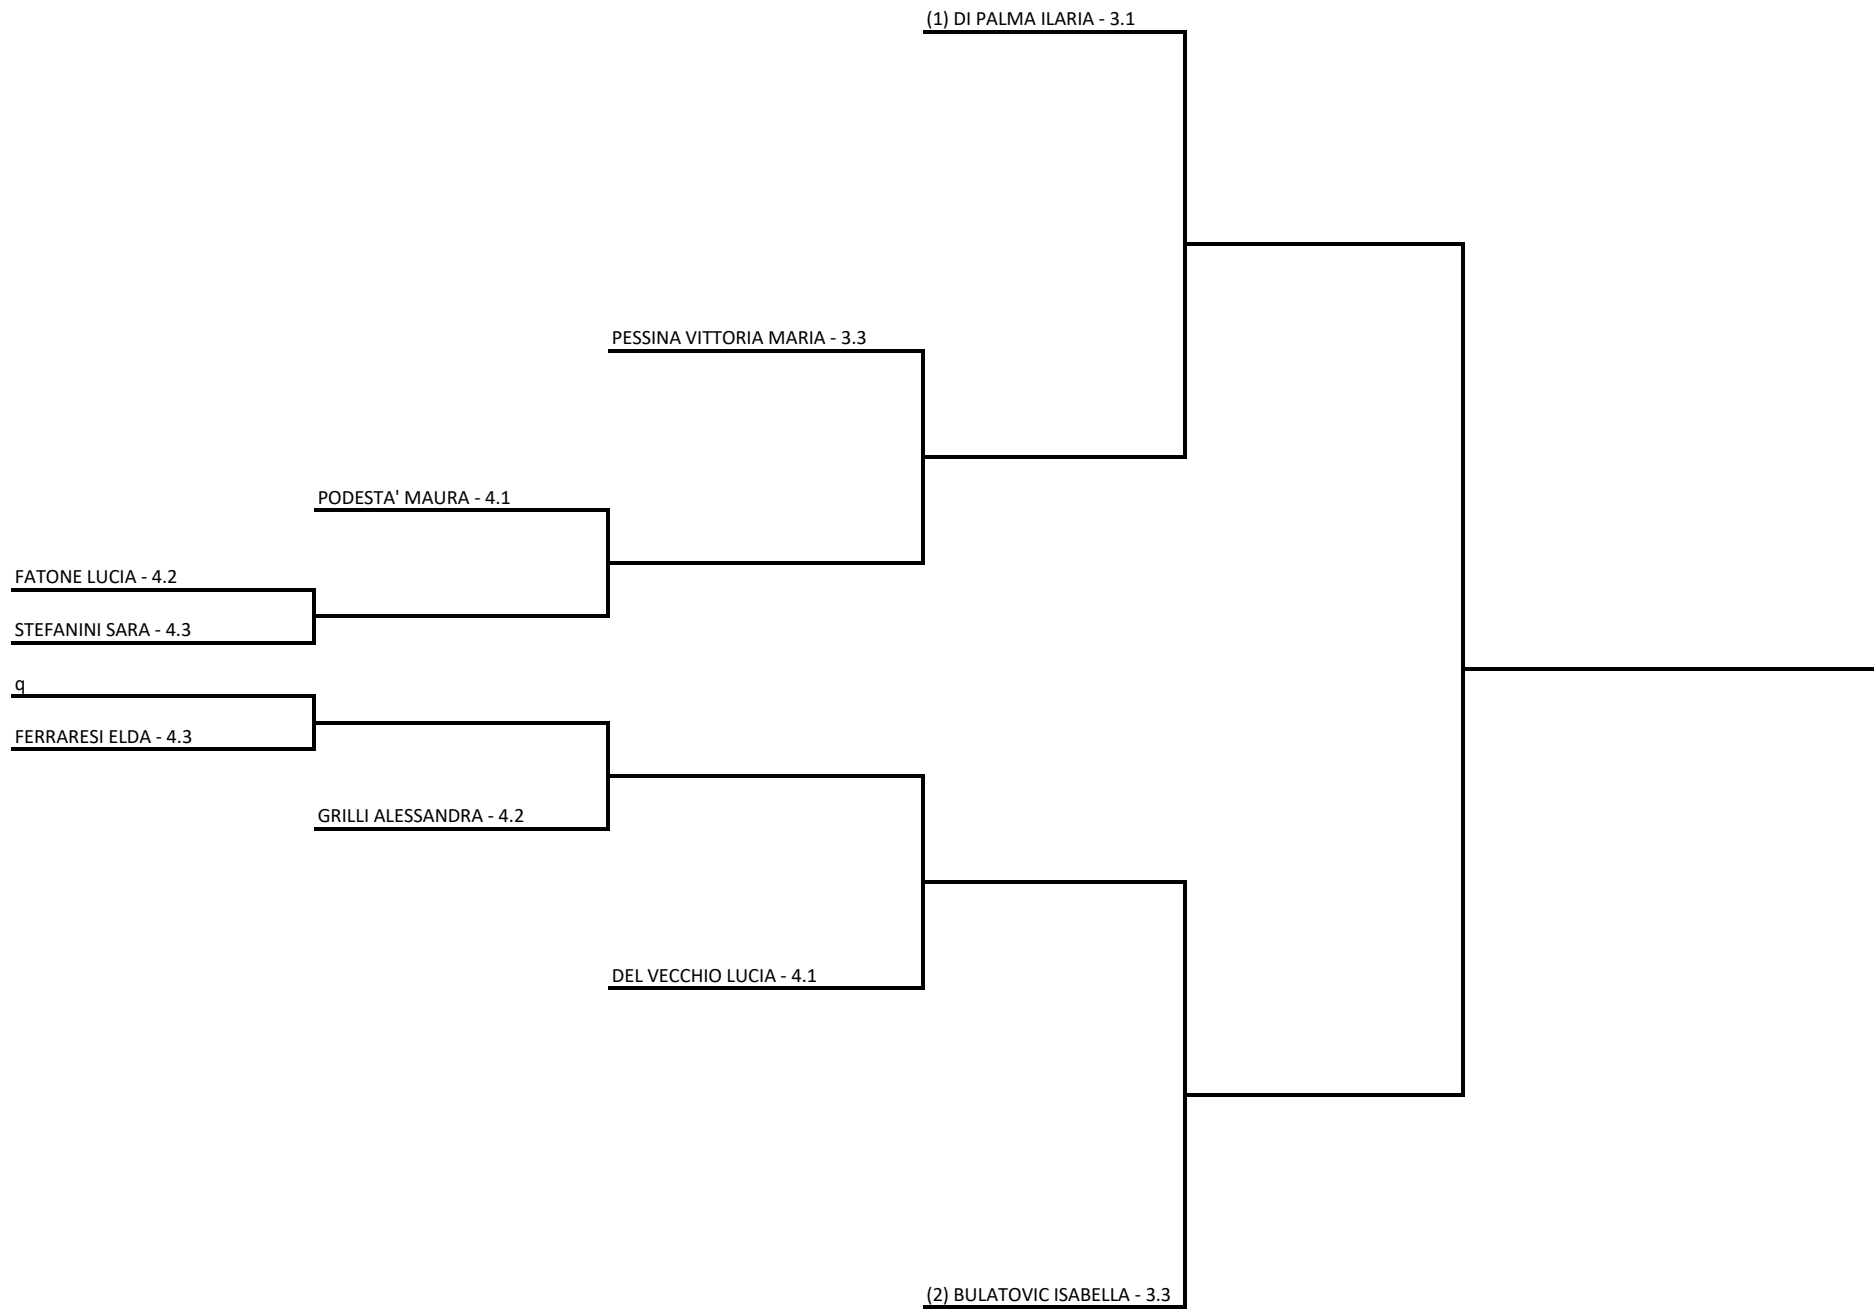 (1) DI PALMA ILARIA - 3.1
PESSINA VITTORIA MARIA - 3.3
PODESTA' MAURA - 4.1
FATONE LUCIA - 4.2
STEFANINI SARA - 4.3
q
FERRARESI ELDA - 4.3
GRILLI ALESSANDRA - 4.2
DEL VECCHIO LUCIA - 4.1
(2) BULATOVIC ISABELLA - 3.3